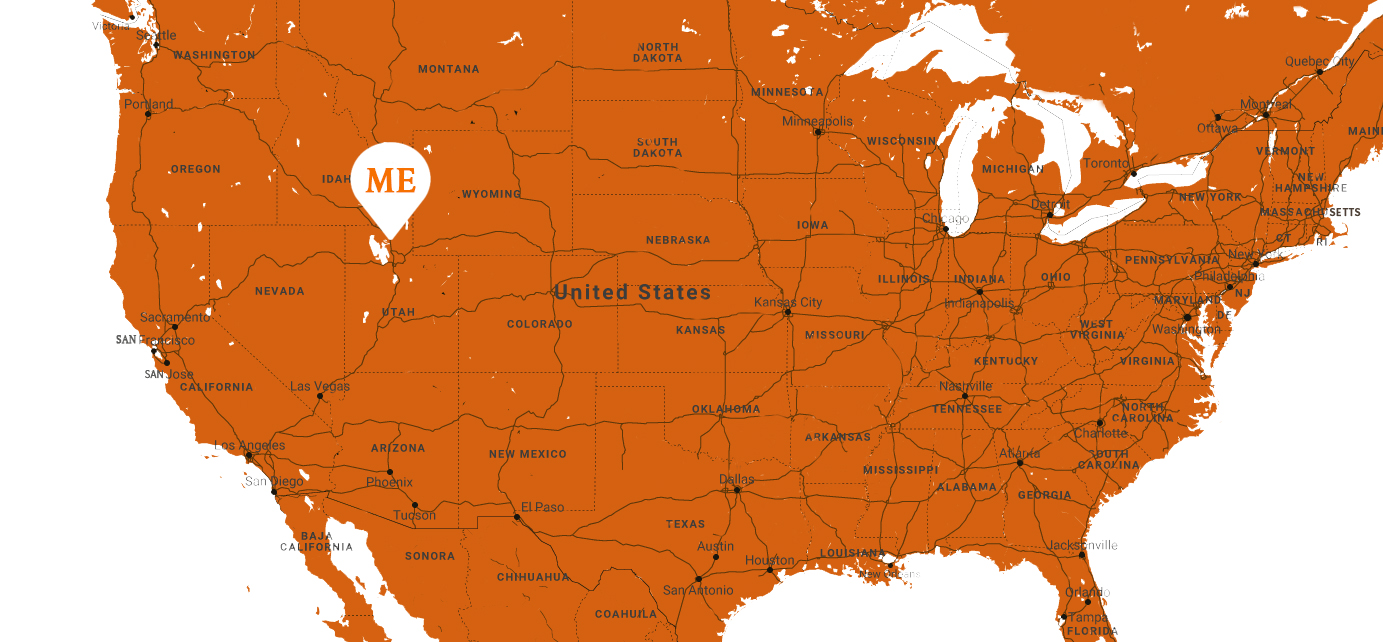 Victoria
Seattle
WASHINGTON
NORTH
DAKOTA
MONTANA
Quebec City
MINNESOTA
Portland
Montreal
Minneapolis
Ottawa
MAIN
WISCONSIN
SOUTH
DAKOTA
VERMONT
Toronto
OREGON
IDAH
ME
MICHIGAN
NEW
HAMPSHIRE
WYOMING
NEW YORK
Detroit
MASSACHUSETTS
Chicago
IOWA
NEBRASKA
CT
RI
New York
PENNSYLVANIA
Philadelphia
ILLINOIS
INDIANA
OHIO
NEVADA
United States
NJ
Kansas City
Indianapolis
MARYLAND
UTAH
DE
Sacramento
COLORADO
KANSAS
MISSOURI
WEST
VIRGINIA
Washington
SAN Francisco
KENTUCKY
VIRGINIA
SAN Jose
CALIFORNIA
Las Vegas
Nashville
OKLAHOMA
TENNESSEE
NORTH
CAROLINA
Charlotte
ARKANSAS
Los Angeles
ARIZONA
NEW MEXICO
Atlanta
SOUTH
CAROLINA
MISSISSIPPI
San Diego
Phoenix
Dallas
ALABAMA
GEORGIA
Tucson
El Paso
TEXAS
BAJA
CALIFORNIA
Austin
Jacksonville
SONORA
Houston
LOUISIANA
New Orleans
CHIHUAHUA
San Antonio
Orlando
COAHUILA
Tampa
FLORIDA